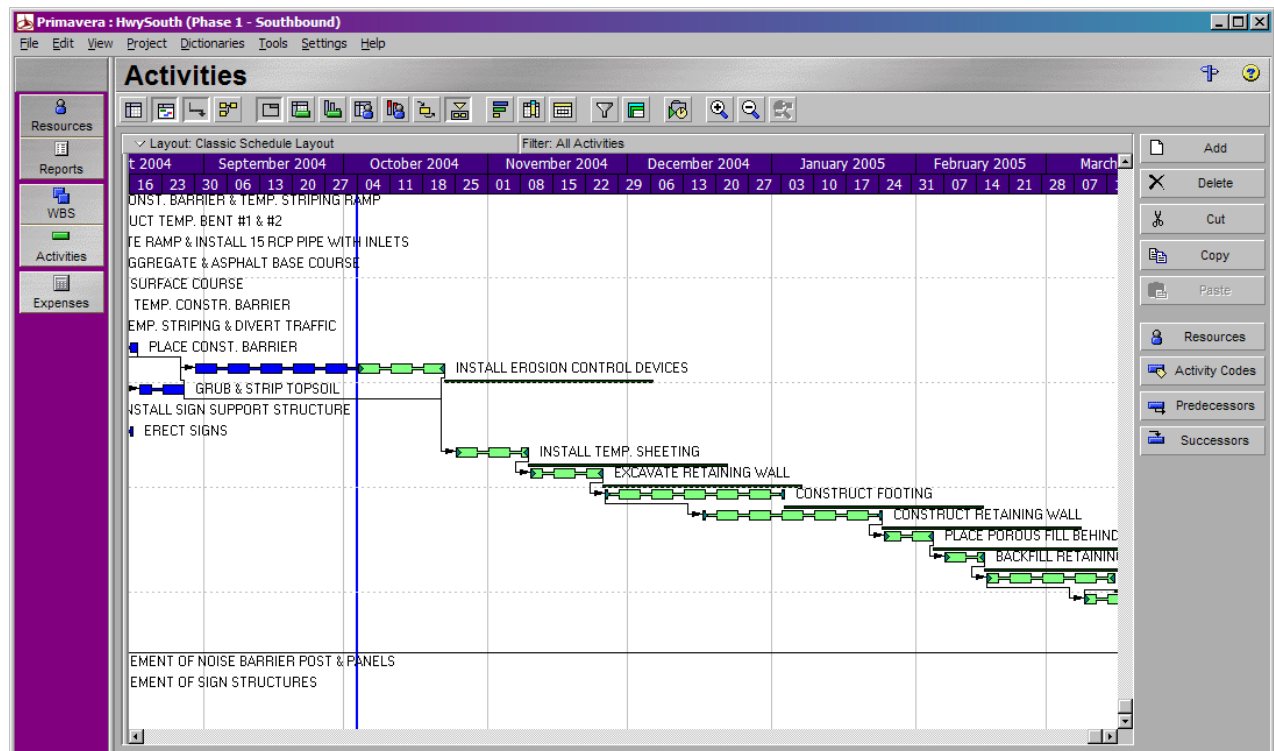 Primavera : HwySouth (Phase 1 - Southbound)
File Edit View Project Dictionaries Tools Settings Help
Activities
Resources
Reports
WBS
Activities
Expenses
Layout: Classic Schedule Layout Filter: All Activities
t 2004 September 2004 October 2004 November 2004 December 2004 January 2005 February 2005 March
16 23 30 06 13 20 27 04 11 18 25 01 08 15 22 29 06 13 20 27 03 10 17 24 31 07 14 21 28 07
ONST. BARRIER & TEMP. STRIPING RAMP
UCT TEMP. BENT #1 & #2
TE RAMP & INSTALL 15 RCP PIPE WITH INLETS
GGREGATE & ASPHALT BASE COURSE
SURFACE COURSE
TEMP. CONSTR. BARRIER
EMP. STRIPING & DIVERT TRAFFIC
PLACE CONST. BARRIER
INSTALL EROSION CONTROL DEVICES
GRUB & STRIP TOPSOIL
NSTALL SIGN SUPPORT STRUCTURE
ERECT SIGNS
INSTALL TEMP. SHEETING
EXCAVATE RETAINING WALL
CONSTRUCT FOOTING
CONSTRUCT RETAINING WALL
PLACE POROUS FILL BEHIND
BACKFILL RETAINING
EMENT OF NOISE BARRIER POST & PANELS
EMENT OF SIGN STRUCTURES
Add
Delete
Cut
Copy
Paste
Resources
Activity Codes
Predecessors
Successors